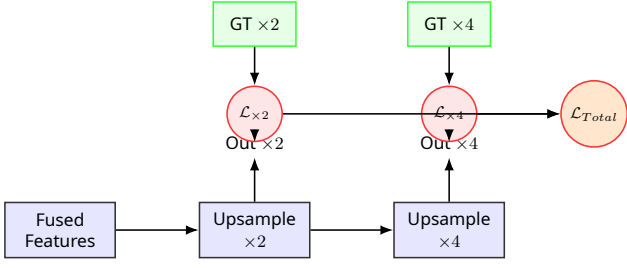 GT ×2
GT ×4
𝓛×2
𝓛×4
𝓛Total
Out ×2
Out ×4
Fused
Features
Upsample
×2
Upsample
×4